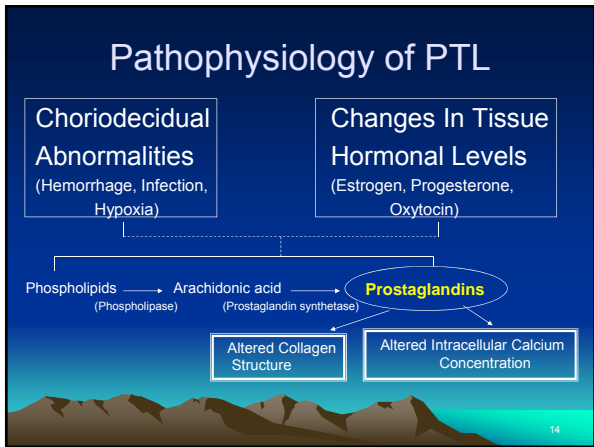 Pathophysiology of PTL
Choriodecidual
Abnormalities
(Hemorrhage, Infection,
Hypoxia)
Changes In Tissue
Hormonal Levels
(Estrogen, Progesterone,
Oxytocin)
Phospholipids
(Phospholipase)
Arachidonic acid
(Prostaglandin synthetase)
Prostaglandins
Altered Collagen
Structure
Altered Intracellular Calcium
Concentration
14